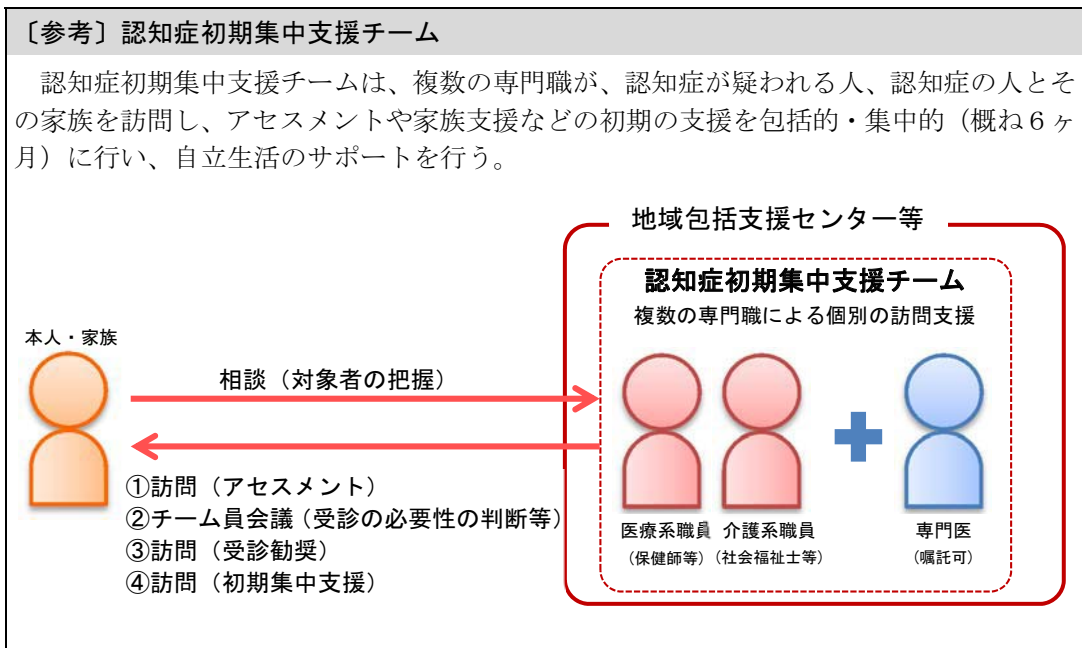 〔参考〕認知症初期集中支援チーム
認知症初期集中支援チームは、複数の専門職が、認知症が疑われる人、認知症の人とそ
の家族を訪問し、アセスメントや家族支援などの初期の支援を包括的・集中的（概ね６ヶ
月）に行い、自立生活のサポートを行う。
地域包括支援センター等
認知症初期集中支援チーム
複数の専門職による個別の訪問支援
本人・家族
相談（対象者の把握）
①訪問（アセスメント）
②チーム員会議（受診の必要性の判断等）
③訪問（受診勧奨）
④訪問（初期集中支援）
医療系職員 介護系職員 専門医
（保健師等）（社会福祉士等） （嘱託可）